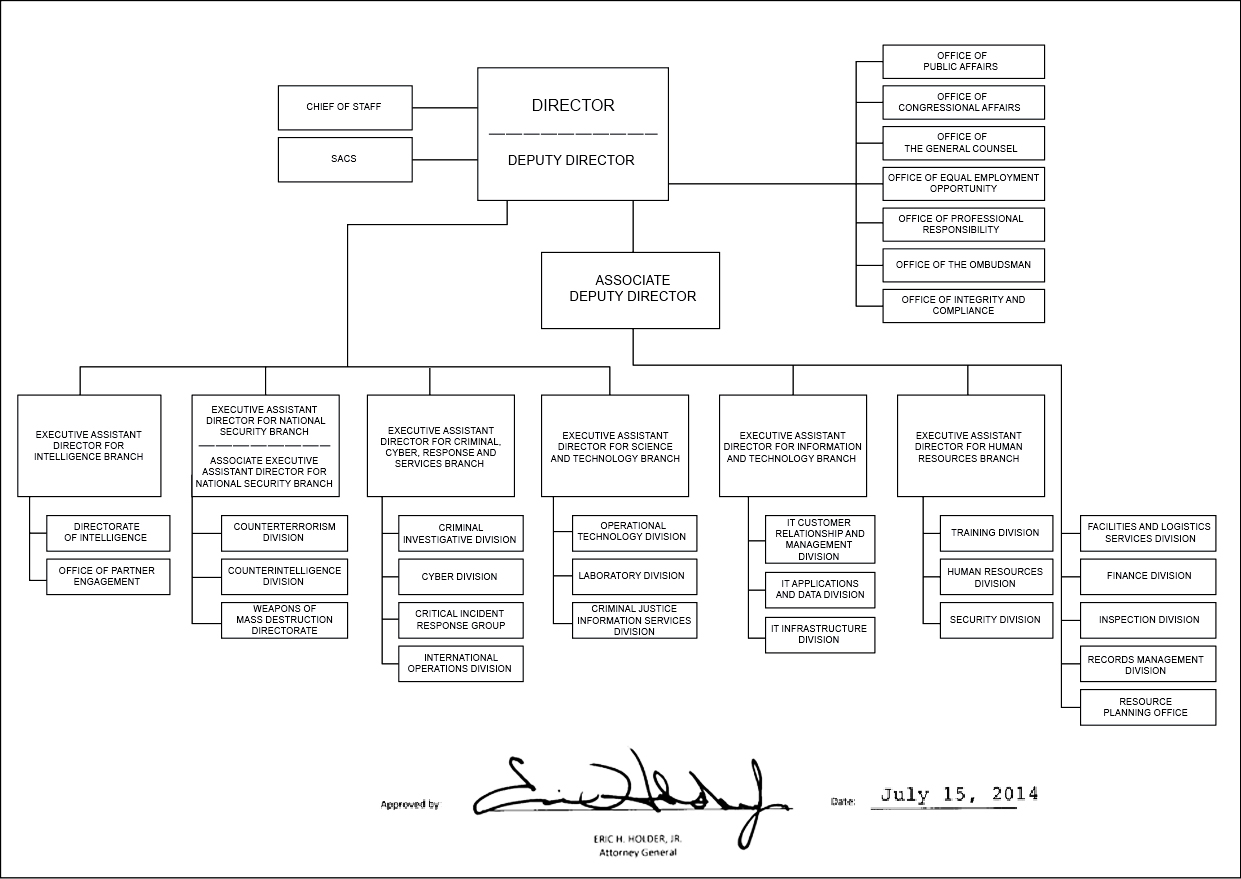 CHIEF OF STAFF
SACS
DIRECTOR
DEPUTY DIRECTOR
OFFICE OF
PUBLIC AFFAIRS
OFFICE OF
CONGRESSIONAL AFFAIRS
OFFICE OF
THE GENERAL COUNSEL
OFFICE OF EQUAL EMPLOYMENT
OPPORTUNITY
OFFICE OF PROFESSIONAL
RESPONSIBILITY
OFFICE OF THE OMBUDSMAN
OFFICE OF INTEGRITY AND
COMPLIANCE
ASSOCIATE
DEPUTY DIRECTOR
EXECUTIVE ASSISTANT
DIRECTOR FOR
INTELLIGENCE BRANCH
DIRECTORATE
OF INTELLIGENCE
OFFICE OF PARTNER
ENGAGEMENT
EXECUTIVE ASSISTANT
DIRECTOR FOR NATIONAL
SECURITY BRANCH
ASSOCIATE EXECUTIVE
ASSISTANT DIRECTOR FOR
NATIONAL SECURITY BRANCH
COUNTERTERRORISM
DIVISION
COUNTERINTELLIGENCE
DIVISION
WEAPONS OF
MASS DESTRUCTION
DIRECTORATE
EXECUTIVE ASSISTANT
DIRECTOR FOR CRIMINAL,
CYBER, RESPONSE AND
SERVICES BRANCH
CRIMINAL
INVESTIGATIVE DIVISION
CYBER DIVISION
CRITICAL INCIDENT
RESPONSE GROUP
INTERNATIONAL
OPERATIONS DIVISION
EXECUTIVE ASSISTANT
DIRECTOR FOR SCIENCE
AND TECHNOLOGY BRANCH
OPERATIONAL
TECHNOLOGY DIVISION
LABORATORY DIVISION
CRIMINAL JUSTICE
INFORMATION SERVICES
DIVISION
EXECUTIVE ASSISTANT
DIRECTOR FOR INFORMATION
AND TECHNOLOGY BRANCH
IT CUSTOMER
RELATIONSHIP AND
MANAGEMENT
DIVISION
IT APPLICATIONS
AND DATA DIVISION
IT INFRASTRUCTURE
DIVISION
EXECUTIVE ASSISTANT
DIRECTOR FOR HUMAN
RESOURCES BRANCH
TRAINING DIVISION
HUMAN RESOURCES
DIVISION
SECURITY DIVISION
FACILITIES AND LOGISTICS
SERVICES DIVISION
FINANCE DIVISION
INSPECTION DIVISION
RECORDS MANAGEMENT
DIVISION
RESOURCE
PLANNING OFFICE
Approved by
ERIC H. HOLDER, JR.
Attorney General
Date: July 15, 2014